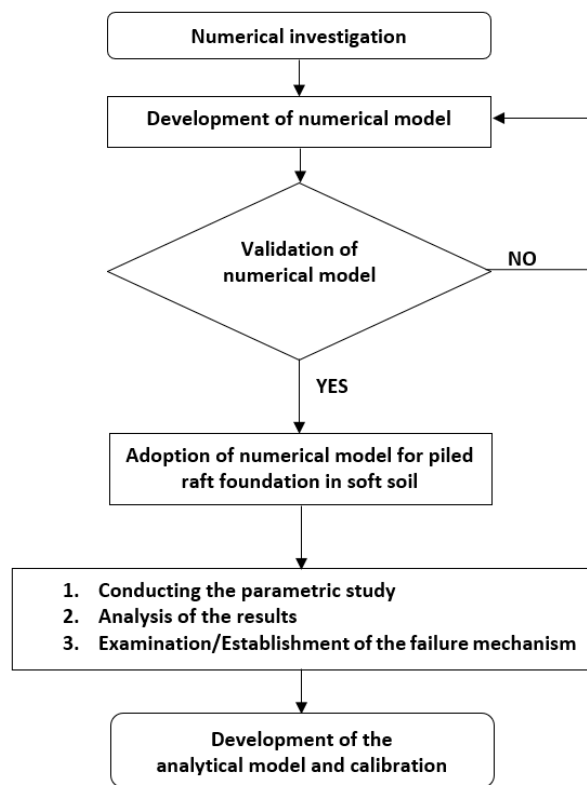 Numerical investigation
Development of numerical model
Validation of
numerical model
NO
YES
Adoption of numerical model for piled
raft foundation in soft soil
1. Conducting the parametric study
2. Analysis of the results
3. Examination/Establishment of the failure mechanism
Development of the
analytical model and calibration